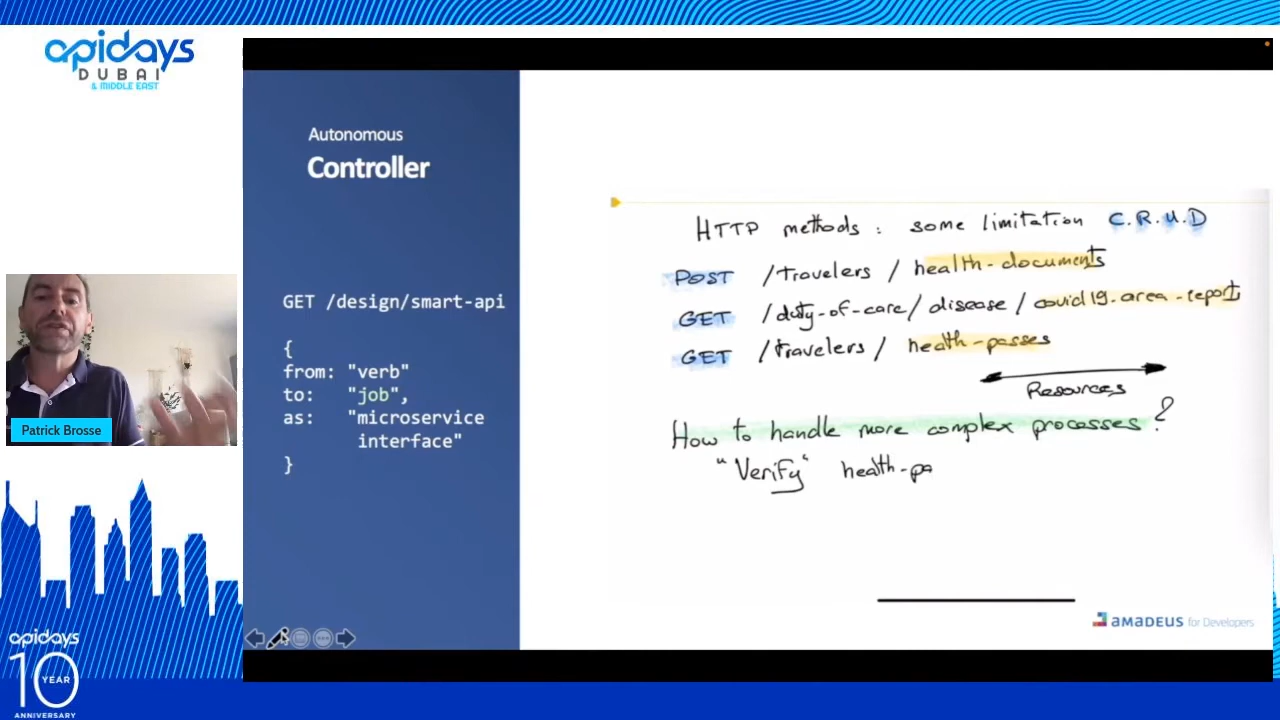 apidays
DUBAI
& MIDDLE EAST
Autonomous
Controller
GET /design/smart-api
{
from: "verb"
to: "job",
as: "microservice
interface"
}
HTTP methods : some limitation C.R.U.D
POST /travelers / health-documents
GET /duty-of-care/ disease / covid19-area-report
GET /travelers / health-passes
Resources
How to handle more complex processes ?
"Verify" health-pa
amadeus for Developers
Patrick Brosse
apidays
10
YEAR
ANNIVERSARY